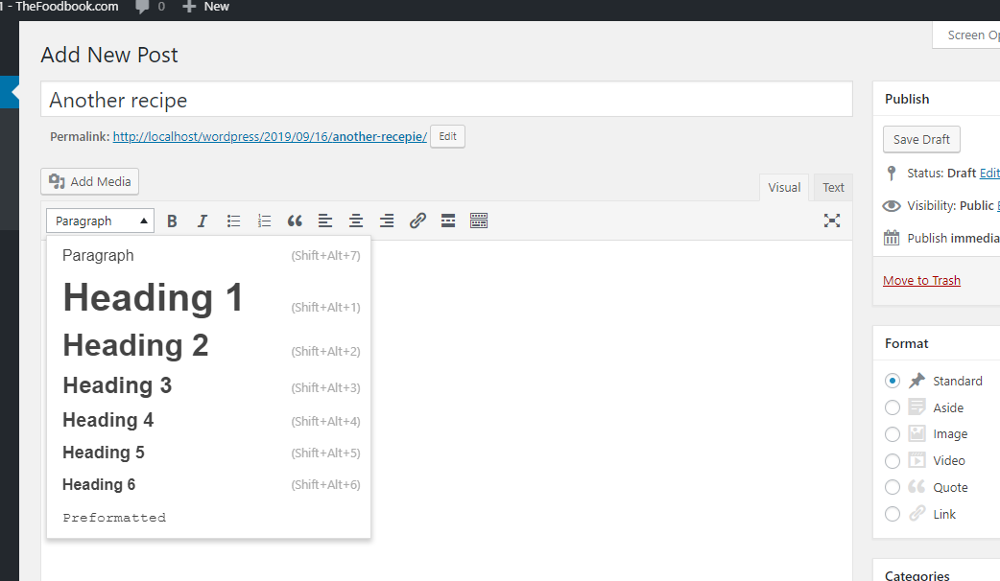 1 - TheFoodbook.com 0 New
Screen Op
Add New Post
Another recipe
Permalink: http://localhost/wordpress/2019/09/16/another-recepie/ Edit
Add Media
Visual Text
Paragraph
Paragraph (Shift+Alt+7)
Heading 1 (Shift+Alt+1)
Heading 2 (Shift+Alt+2)
Heading 3 (Shift+Alt+3)
Heading 4 (Shift+Alt+4)
Heading 5 (Shift+Alt+5)
Heading 6 (Shift+Alt+6)
Preformatted
Publish
Save Draft
Status: Draft Edit
Visibility: Public E
Publish immedia
Move to Trash
Format
Standard
Aside
Image
Video
Quote
Link
Categories